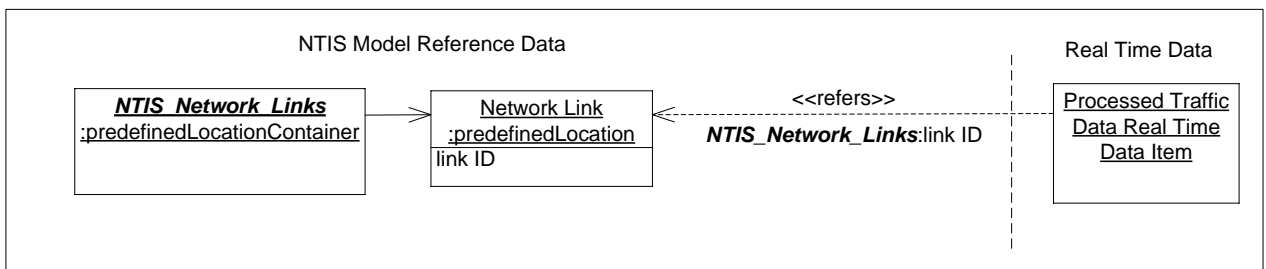 NTIS Model Reference Data
Real Time Data
NTIS_Network_Links
:predefinedLocationContainer
Network Link
:predefinedLocation
link ID
<<refers>>
NTIS_Network_Links:link ID
Processed Traffic
Data Real Time
Data Item